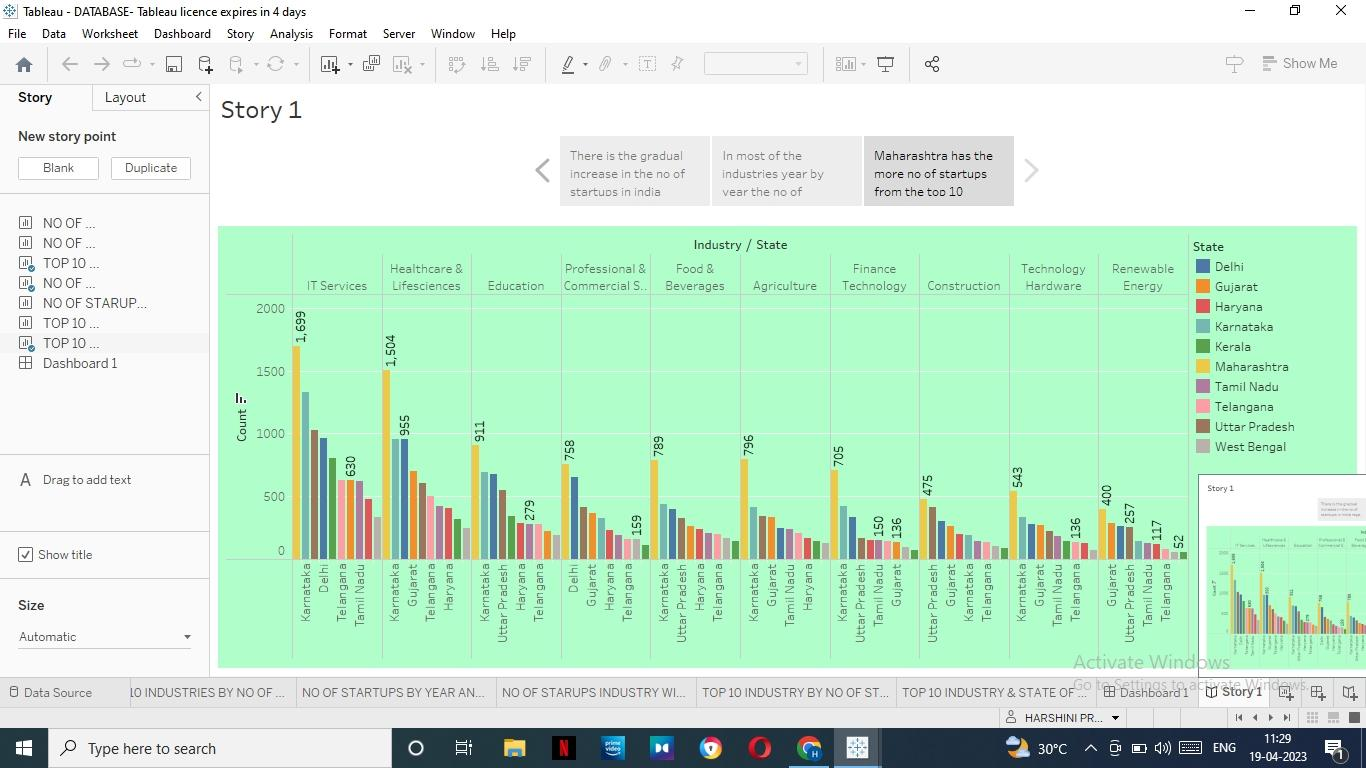 Tableau - DATABASE- Tableau licence expires in 4 days
File Data Worksheet Dashboard Story Analysis Format Server Window Help
Show Me
Story Layout
Story 1
New story point
Blank Duplicate
There is the gradual
increase in the no of
startups in india
In most of the
industries year by
year the no of
Maharashtra has the
more no of startups
from the top 10
NO OF ...
NO OF ...
TOP 10 ...
NO OF ...
NO OF STARUP...
TOP 10 ...
TOP 10 ...
Dashboard 1
A Drag to add text
Show title
Size
Automatic
Industry / State
IT Services
Healthcare &
Lifesciences
Education
Professional &
Commercial S..
Food &
Beverages
Agriculture
Finance
Technology
Construction
Technology
Hardware
Renewable
Energy
Count
2000
1500
1000
500
0
1,699
630
1,504
955
911
279
758
159
789
796
705
150
136
475
543
136
400
257
117
52
Karnataka
Delhi
Telangana
Tamil Nadu
Karnataka
Gujarat
Telangana
Haryana
Karnataka
Uttar Pradesh
Haryana
Telangana
Delhi
Gujarat
Haryana
Telangana
Karnataka
Uttar Pradesh
Haryana
Telangana
Karnataka
Gujarat
Tamil Nadu
Haryana
Karnataka
Uttar Pradesh
Tamil Nadu
Gujarat
Uttar Pradesh
Gujarat
Karnataka
Telangana
Karnataka
Gujarat
Tamil Nadu
Haryana
Gujarat
Uttar Pradesh
Tamil Nadu
Telangana
State
Delhi
Gujarat
Haryana
Karnataka
Kerala
Maharashtra
Tamil Nadu
Telangana
Uttar Pradesh
West Bengal
Story 1
Activate Windows
Go to Settings to activate Windows.
Data Source
10 INDUSTRIES BY NO OF ...
NO OF STARTUPS BY YEAR AN...
NO OF STARUPS INDUSTRY WI...
TOP 10 INDUSTRY BY NO OF ST...
TOP 10 INDUSTRY & STATE OF ...
Dashboard 1
Story 1
HARSHINI PR...
Type here to search
30°C
ENG
11:29
19-04-2023
1